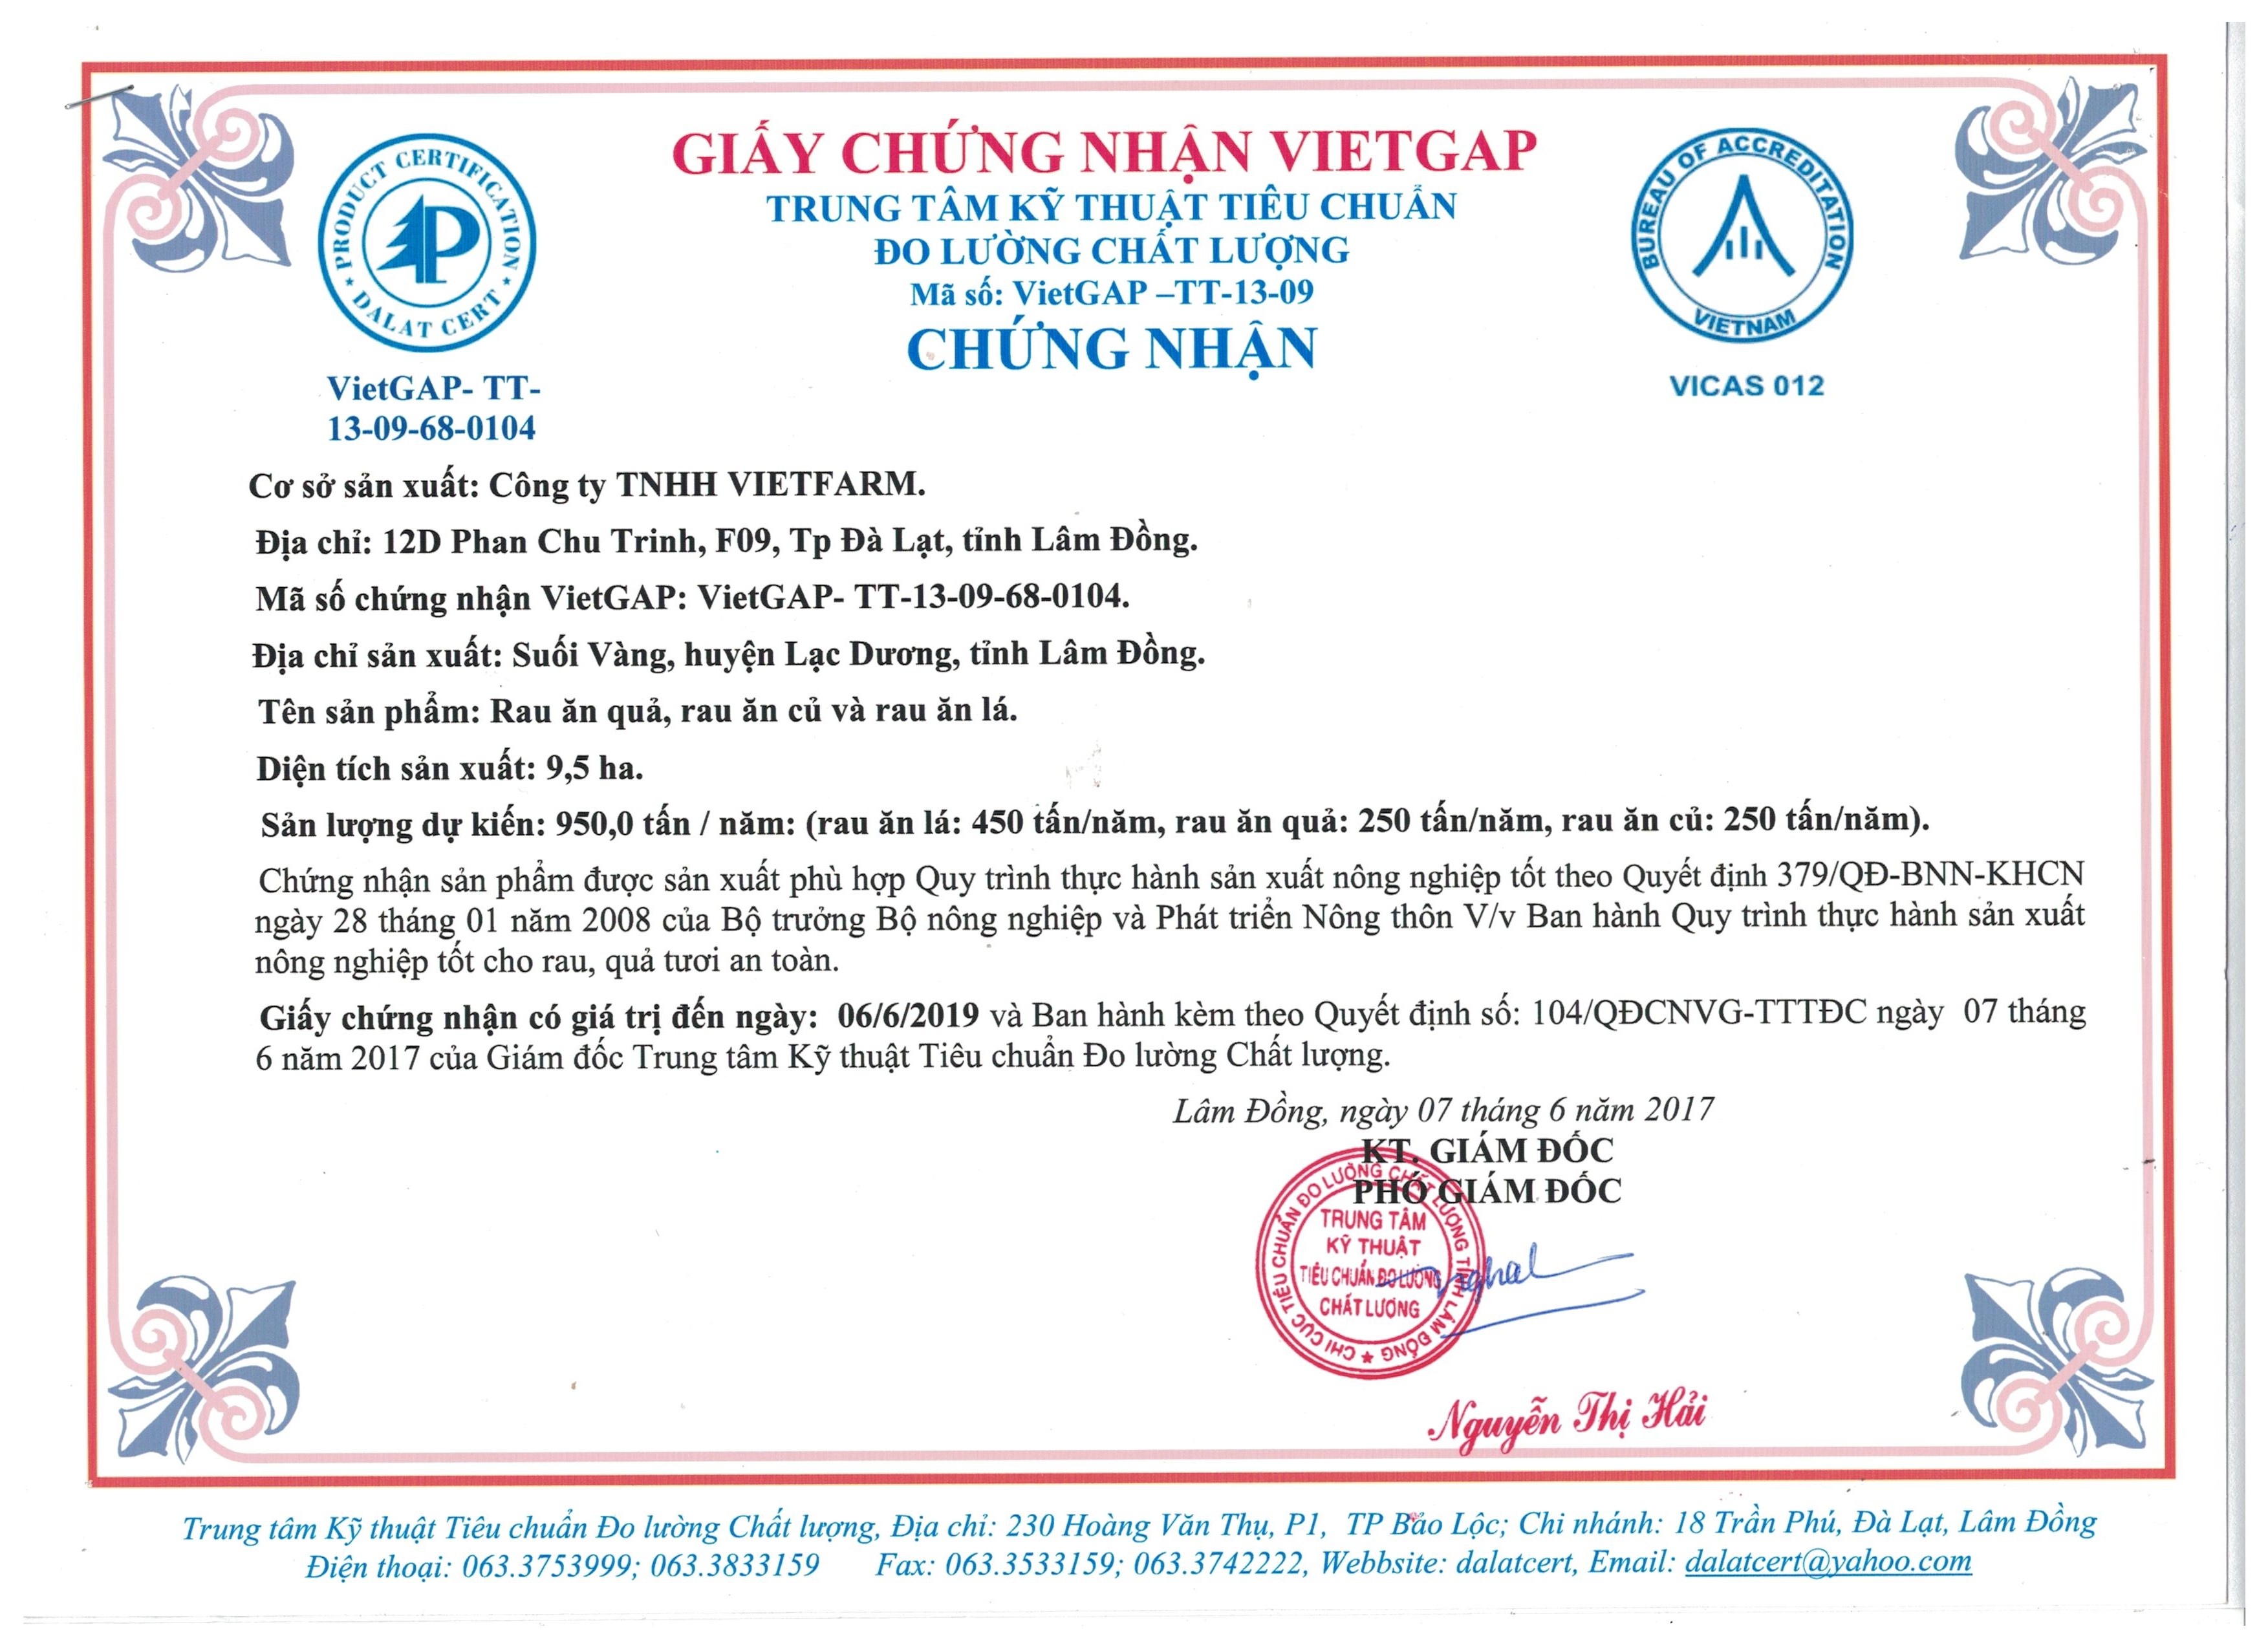 GIẤY CHỨNG NHẬN VIETGAP
TRUNG TÂM KỸ THUẬT TIÊU CHUẨN
ĐO LƯỜNG CHẤT LƯỢNG
Mã số: VietGAP –TT-13-09
CHỨNG NHẬN
PRODUCT CERTIFICATION
DALAT CERT
VietGAP- TT-
13-09-68-0104
BUREAU OF ACCREDITATION
VIETNAM
VICAS 012
Cơ sở sản xuất: Công ty TNHH VIETFARM.
Địa chỉ: 12D Phan Chu Trinh, F09, Tp Đà Lạt, tỉnh Lâm Đồng.
Mã số chứng nhận VietGAP: VietGAP- TT-13-09-68-0104.
Địa chỉ sản xuất: Suối Vàng, huyện Lạc Dương, tỉnh Lâm Đồng.
Tên sản phẩm: Rau ăn quả, rau ăn củ và rau ăn lá.
Diện tích sản xuất: 9,5 ha.
Sản lượng dự kiến: 950,0 tấn / năm: (rau ăn lá: 450 tấn/năm, rau ăn quả: 250 tấn/năm, rau ăn củ: 250 tấn/năm).
Chứng nhận sản phẩm được sản xuất phù hợp Quy trình thực hành sản xuất nông nghiệp tốt theo Quyết định 379/QĐ-BNN-KHCN
ngày 28 tháng 01 năm 2008 của Bộ trưởng Bộ nông nghiệp và Phát triển Nông thôn V/v Ban hành Quy trình thực hành sản xuất
nông nghiệp tốt cho rau, quả tươi an toàn.
Giấy chứng nhận có giá trị đến ngày: 06/6/2019 và Ban hành kèm theo Quyết định số: 104/QĐCNVG-TTTĐC ngày 07 tháng
6 năm 2017 của Giám đốc Trung tâm Kỹ thuật Tiêu chuẩn Đo lường Chất lượng.
Lâm Đồng, ngày 07 tháng 6 năm 2017
KT. GIÁM ĐỐC
PHÓ GIÁM ĐỐC
CHI CỤC TIÊU CHUẨN ĐO LƯỜNG CHẤT LƯỢNG TỈNH LÂM ĐỒNG
TRUNG TÂM
KỸ THUẬT
TIÊU CHUẨN ĐO LƯỜNG
CHẤT LƯỢNG
Nguyễn Thị Hải
Trung tâm Kỹ thuật Tiêu chuẩn Đo lường Chất lượng, Địa chỉ: 230 Hoàng Văn Thụ, P1, TP Bảo Lộc; Chi nhánh: 18 Trần Phú, Đà Lạt, Lâm Đồng
Điện thoại: 063.3753999; 063.3833159 Fax: 063.3533159; 063.3742222, Webbsite: dalatcert, Email: dalatcert@yahoo.com